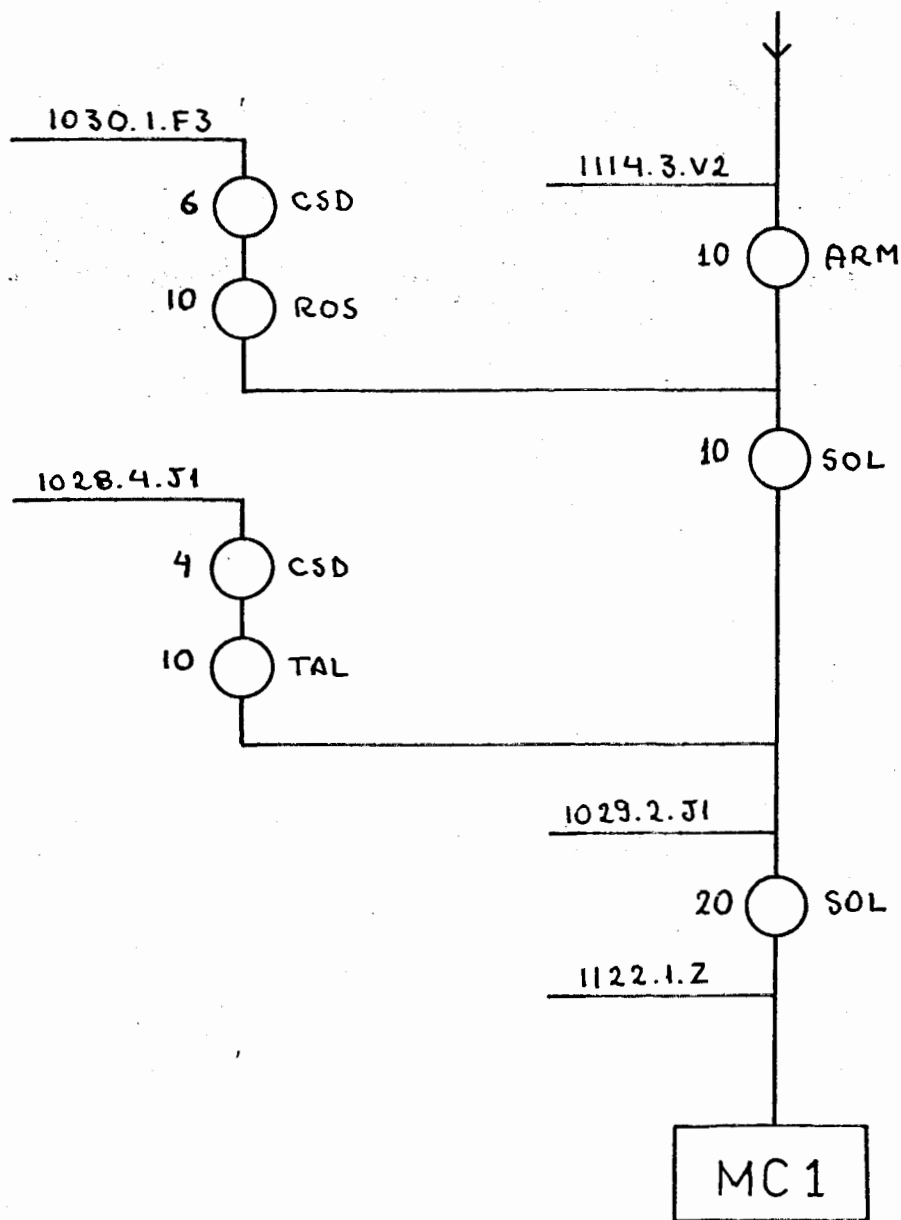 1030.1.F3
1114.3.V2
6 CSD
10 ARM
10 ROS
10 SOL
1028.4.J1
4 CSD
10 TAL
1029.2.J1
20 SOL
1122.1.Z
MC1